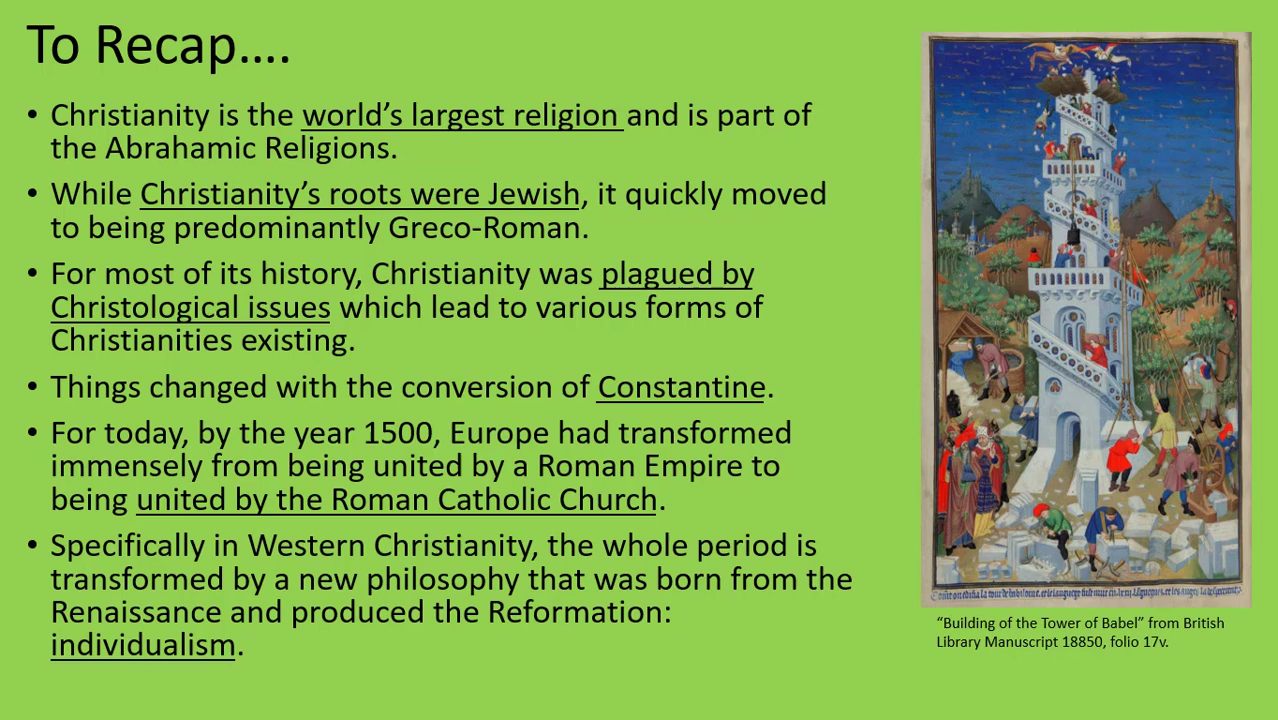 To Recap….
• Christianity is the world’s largest religion and is part of
the Abrahamic Religions.
• While Christianity’s roots were Jewish, it quickly moved
to being predominantly Greco-Roman.
• For most of its history, Christianity was plagued by
Christological issues which lead to various forms of
Christianities existing.
• Things changed with the conversion of Constantine.
• For today, by the year 1500, Europe had transformed
immensely from being united by a Roman Empire to
being united by the Roman Catholic Church.
• Specifically in Western Christianity, the whole period is
transformed by a new philosophy that was born from the
Renaissance and produced the Reformation:
individualism.
“Building of the Tower of Babel” from British
Library Manuscript 18850, folio 17v.